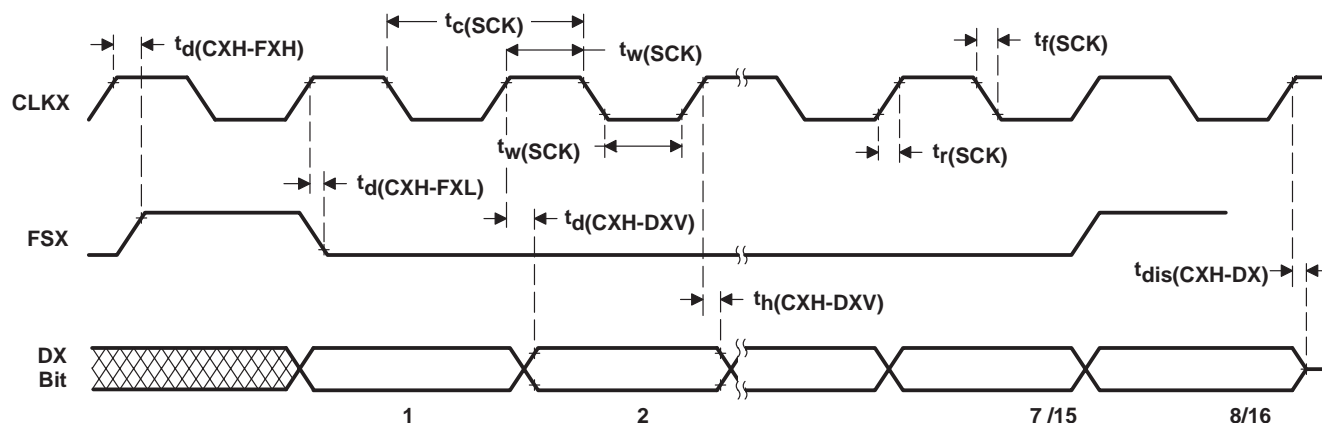 tc(SCK)
td(CXH-FXH)
tw(SCK)
tf(SCK)
CLKX
tw(SCK)
tr(SCK)
td(CXH-FXL)
td(CXH-DXV)
FSX
tdis(CXH-DX)
th(CXH-DXV)
DX
Bit
1 2 7 /15 8/16